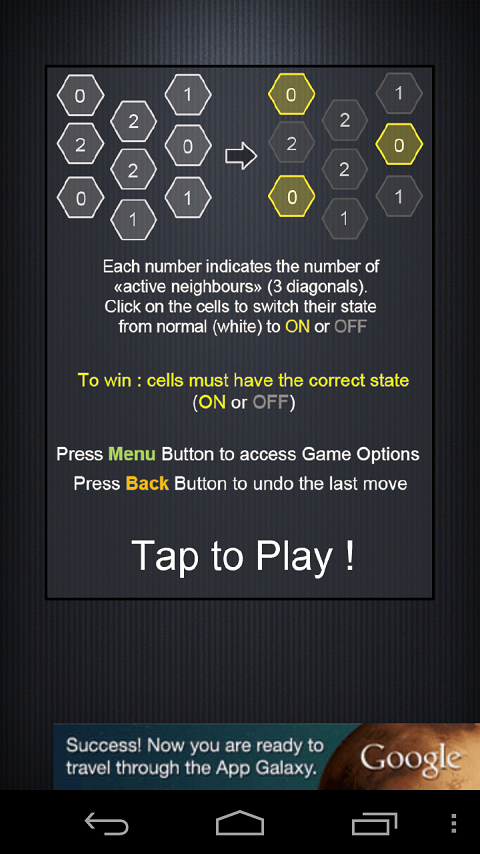 0
1
2
2
0
2
0
1
1
0
1
2
2
0
2
0
1
1
Each number indicates the number of
«active neighbours» (3 diagonals).
Click on the cells to switch their state
from normal (white) to ON or OFF
To win : cells must have the correct state
(ON or OFF)
Press Menu Button to access Game Options
Press Back Button to undo the last move
Tap to Play !
Success! Now you are ready to
travel through the App Galaxy.
Google